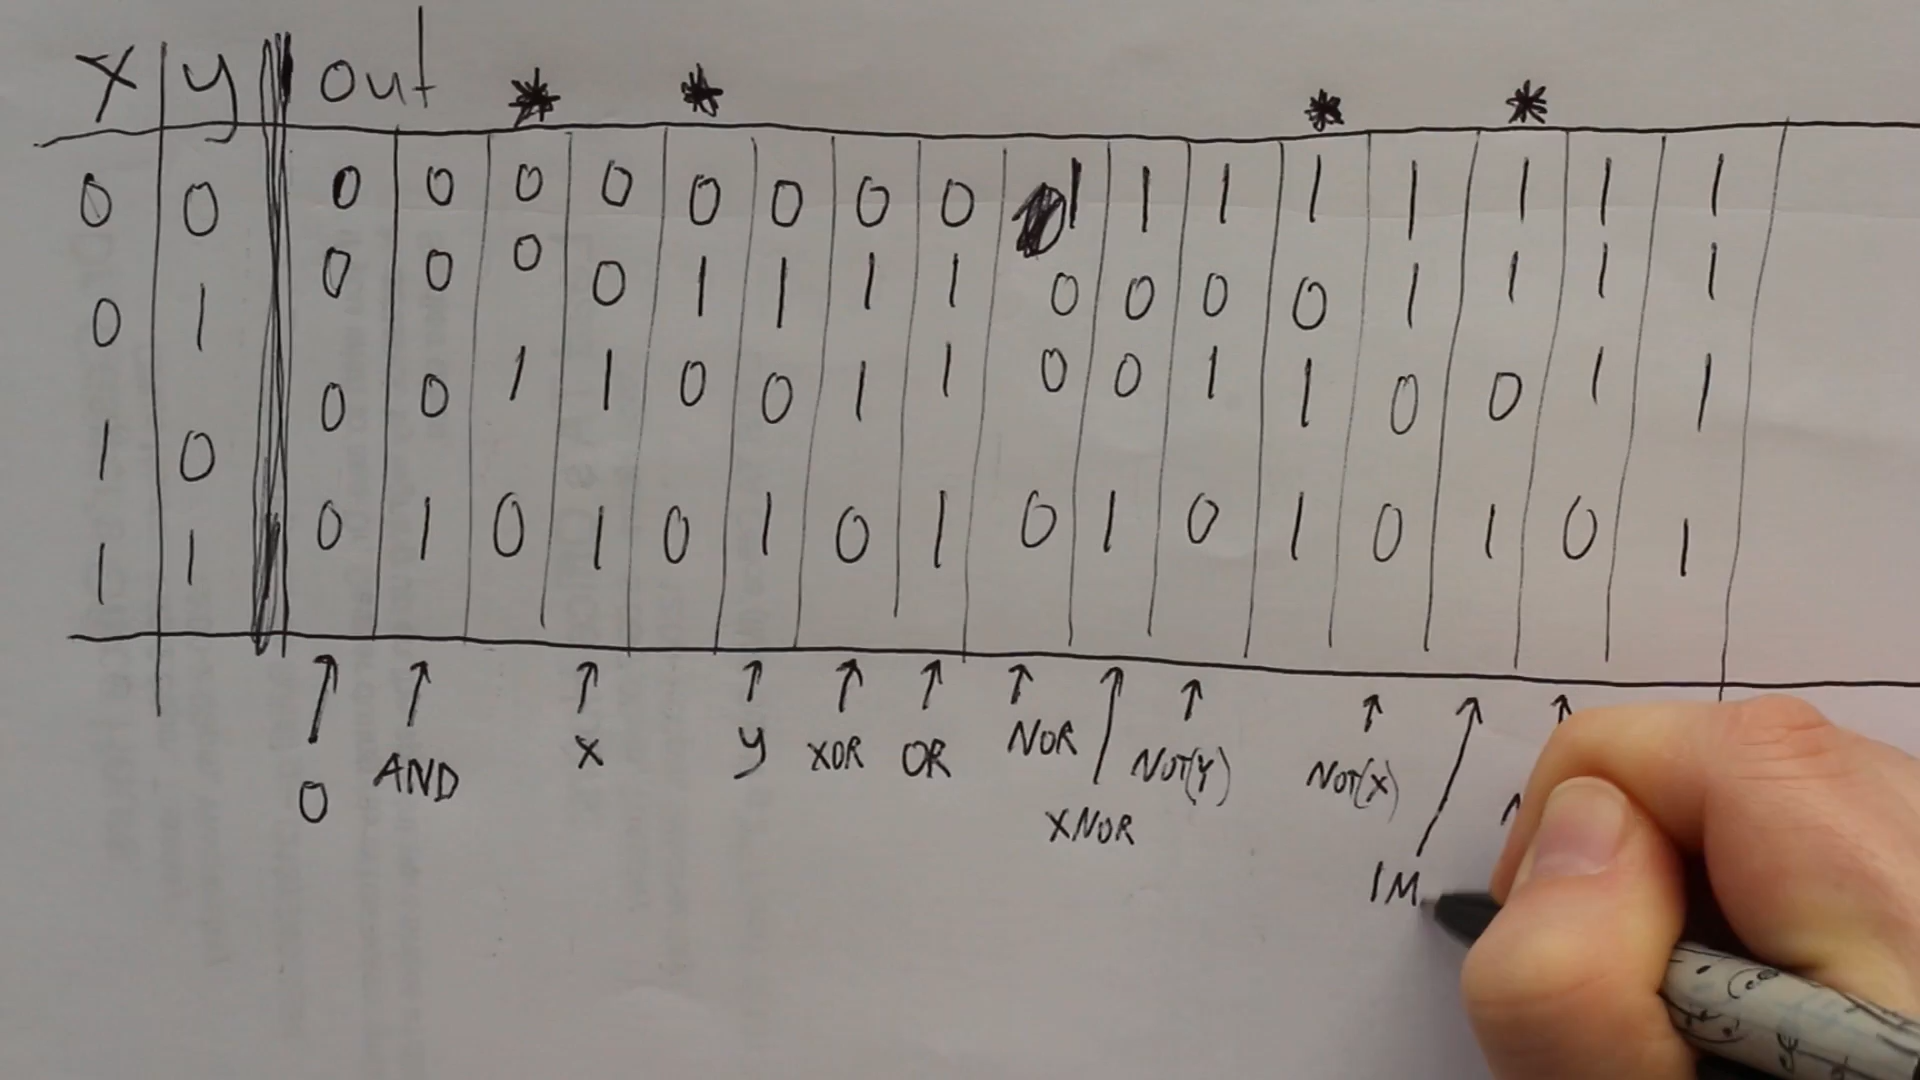 X Y Out * * * *
0 0 0 0 0 0 0 0 0 0 1 1 1 1 1 1 1 1
0 1 0 0 0 0 1 1 1 1 0 0 0 0 1 1 1 1
1 0 0 0 1 1 0 0 1 1 0 0 1 1 0 0 1 1
1 1 0 1 0 1 0 1 0 1 0 1 0 1 0 1 0 1
0 AND X Y XOR OR NOR XNOR NOT(Y) NOT(X) IM